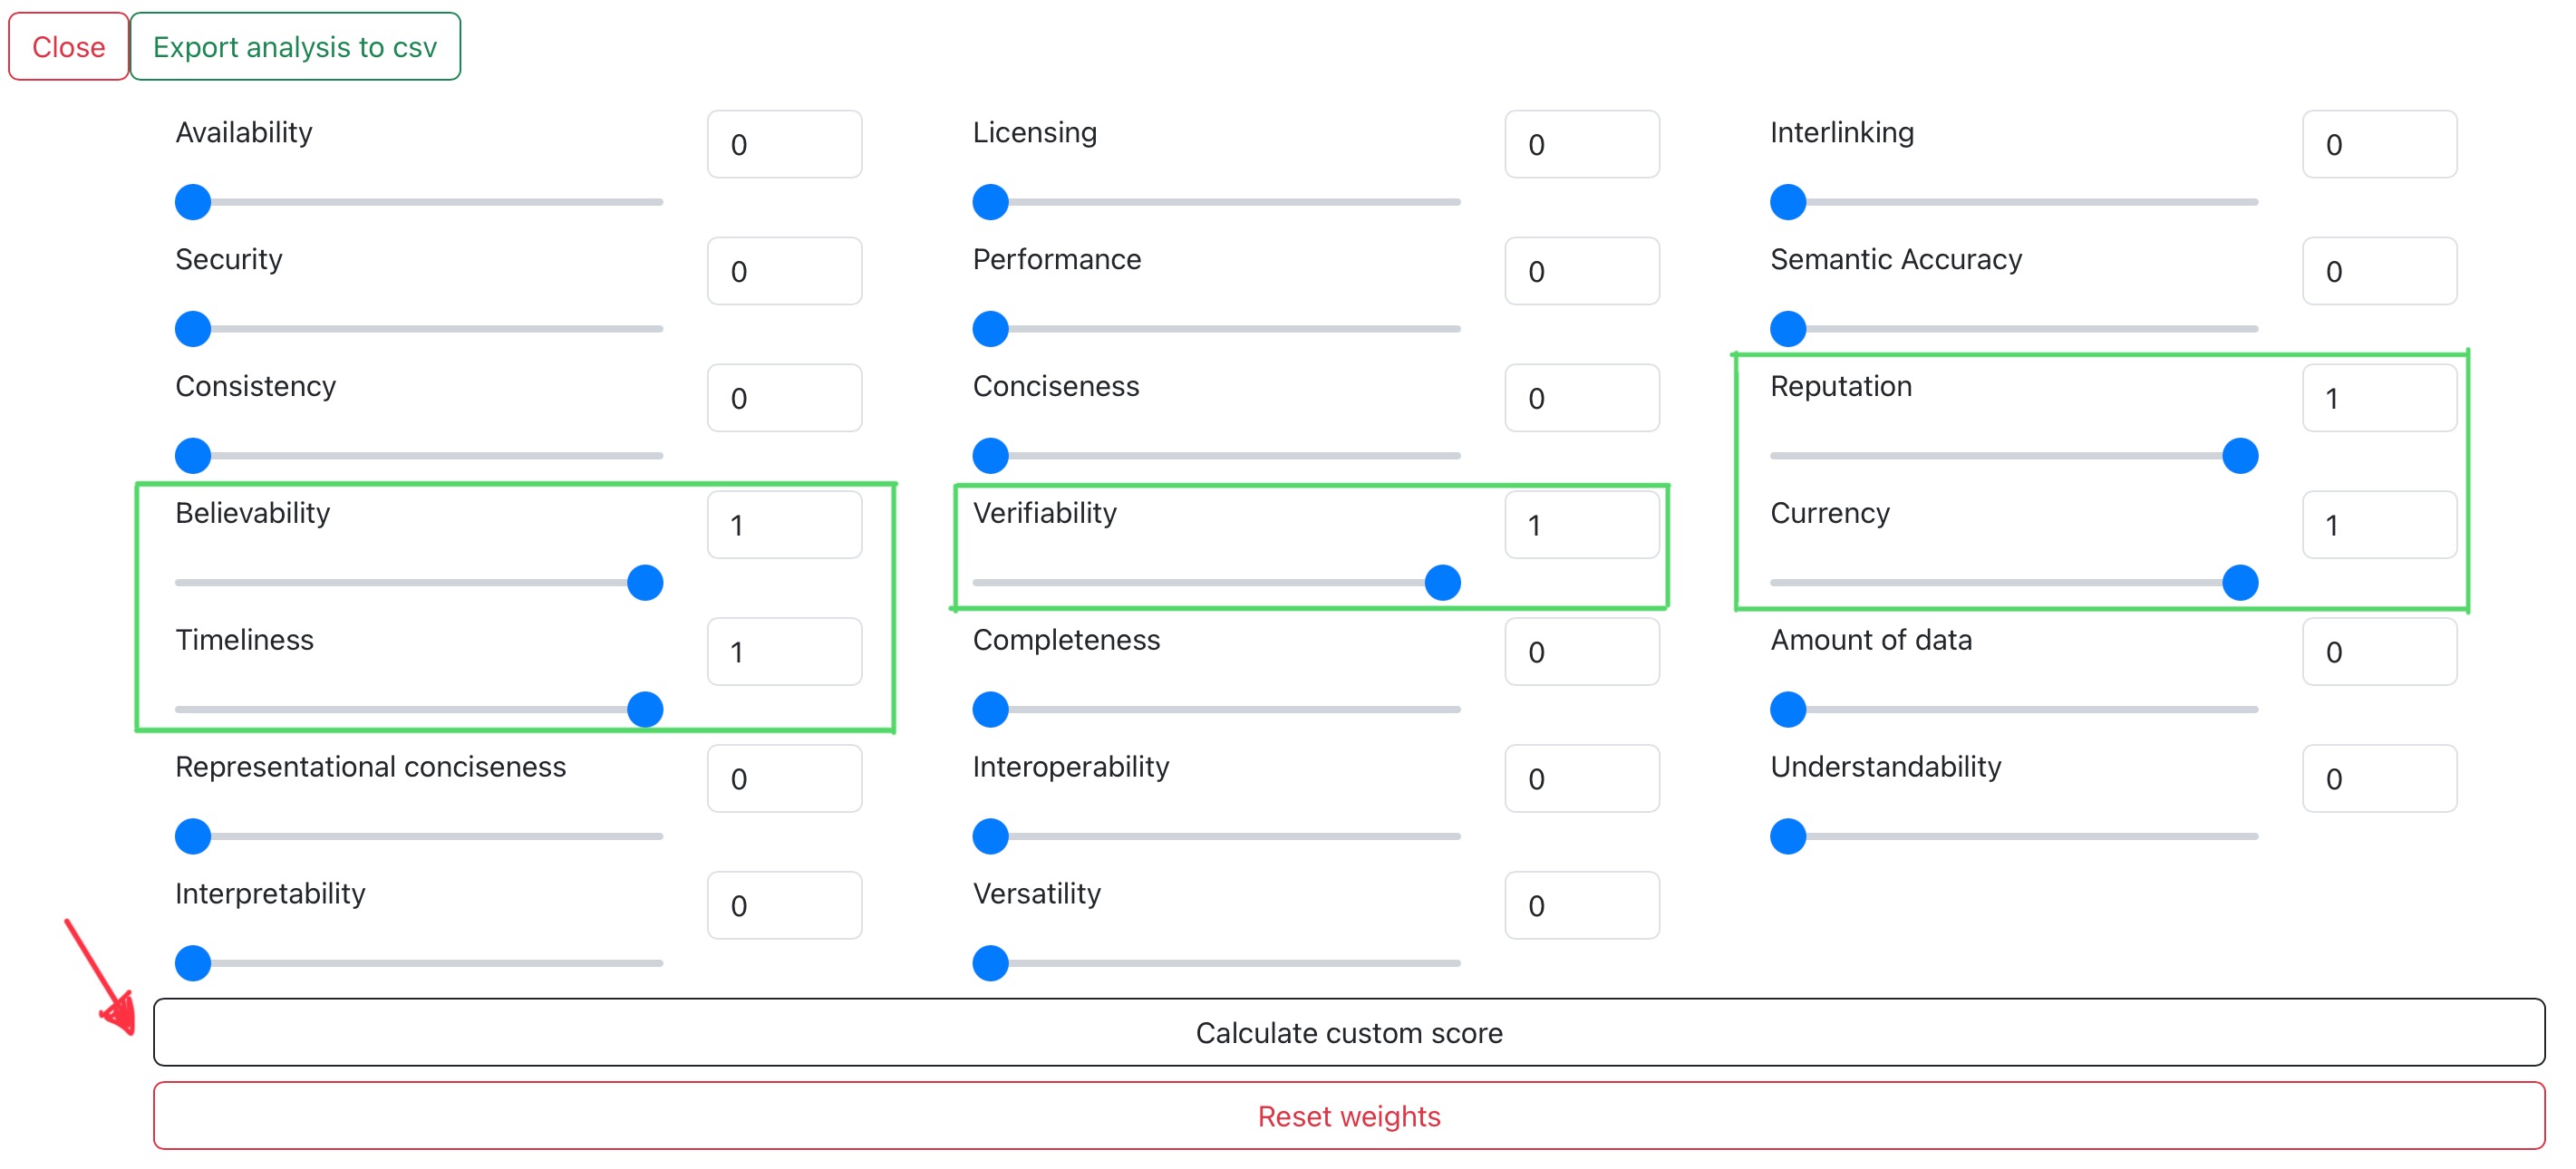 Close Export analysis to csv
Availability 0 Licensing 0 Interlinking 0
Security 0 Performance 0 Semantic Accuracy 0
Consistency 0 Conciseness 0 Reputation 1
Believability 1 Verifiability 1 Currency 1
Timeliness 1 Completeness 0 Amount of data 0
Representational conciseness 0 Interoperability 0 Understandability 0
Interpretability 0 Versatility 0
Calculate custom score
Reset weights